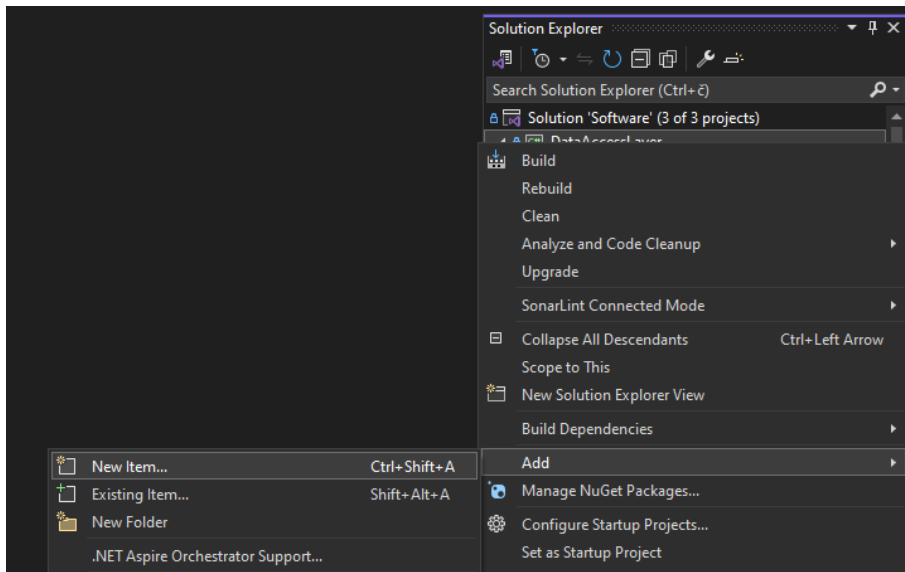 Solution Explorer
Search Solution Explorer (Ctrl+č)
Solution 'Software' (3 of 3 projects)
DataAccessLayer
Build
Rebuild
Clean
Analyze and Code Cleanup
Upgrade
SonarLint Connected Mode
Collapse All Descendants Ctrl+Left Arrow
Scope to This
New Solution Explorer View
Build Dependencies
Add
Manage NuGet Packages...
Configure Startup Projects...
Set as Startup Project
New Item... Ctrl+Shift+A
Existing Item... Shift+Alt+A
New Folder
.NET Aspire Orchestrator Support...